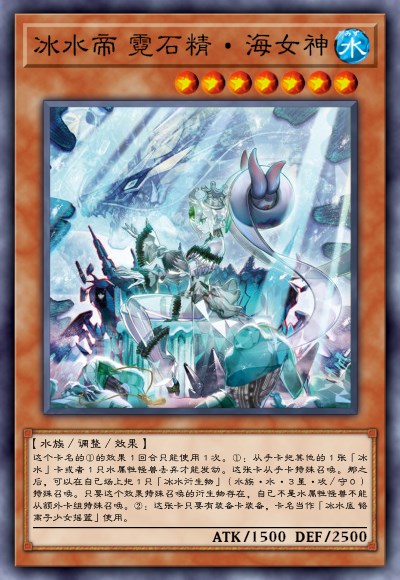 冰水帝 霓石精·海女神
水
【水族/调整/效果】
这个卡名的①的效果1回合只能使用1次。①:从手卡把其他的1张「冰
水」卡或者1只水属性怪兽丢弃才能发动。这张卡从手卡特殊召唤。那之
后,可以在自己场上把1只「冰水衍生物」(水族·水·3星·攻/守0)
特殊召唤。只要这个效果特殊召唤的衍生物存在,自己不是水属性怪兽不能
从额外卡组特殊召唤。②:这张卡只要有装备卡装备,卡名当作「冰水底 铬
离子少女摇篮」使用。
ATK/1500 DEF/2500